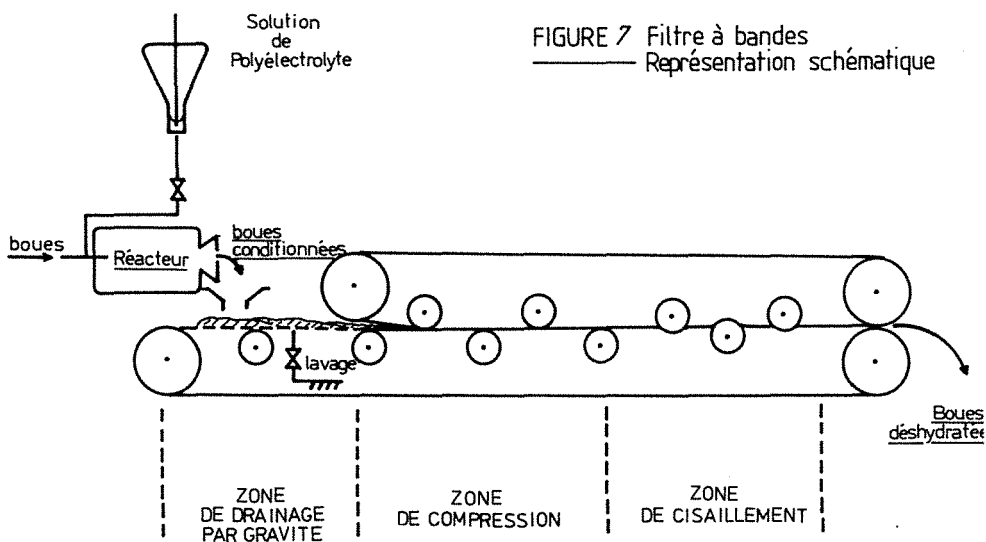 Solution
de
Polyélectrolyte
FIGURE 7 Filtre à bandes
Représentation schématique
boues
Réacteur
boues
conditionnées
lavage
Boues
déshydratée
ZONE
DE DRAINAGE
PAR GRAVITE
ZONE
DE COMPRESSION
ZONE
DE CISAILLEMENT